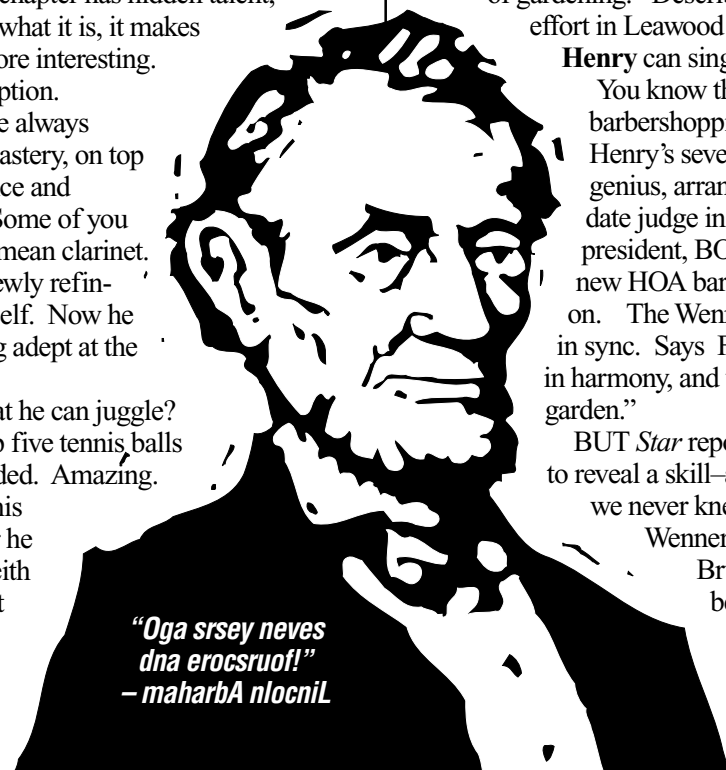 chapter has hidden talent,
what it is, it makes
ore interesting.
ption.
e always
astery, on top
ce and
Some of you
mean clarinet.
ewly refin-
elf. Now he
g adept at the
at he can juggle?
o five tennis balls
ded. Amazing.
his
he
eith
t
“Oga srsey neves
dna erocsruof!”
– maharbA nlocniL
of gardening.
effort in Leawood
Henry can sing
You know th
barbershoppi
Henry’s seve
genius, arran
date judge in
president, BO
new HOA bar
on. The Wenn
in sync. Says
in harmony, and
garden.”
BUT Star repo
to reveal a skill–
we never kne
Wenner
Br
be